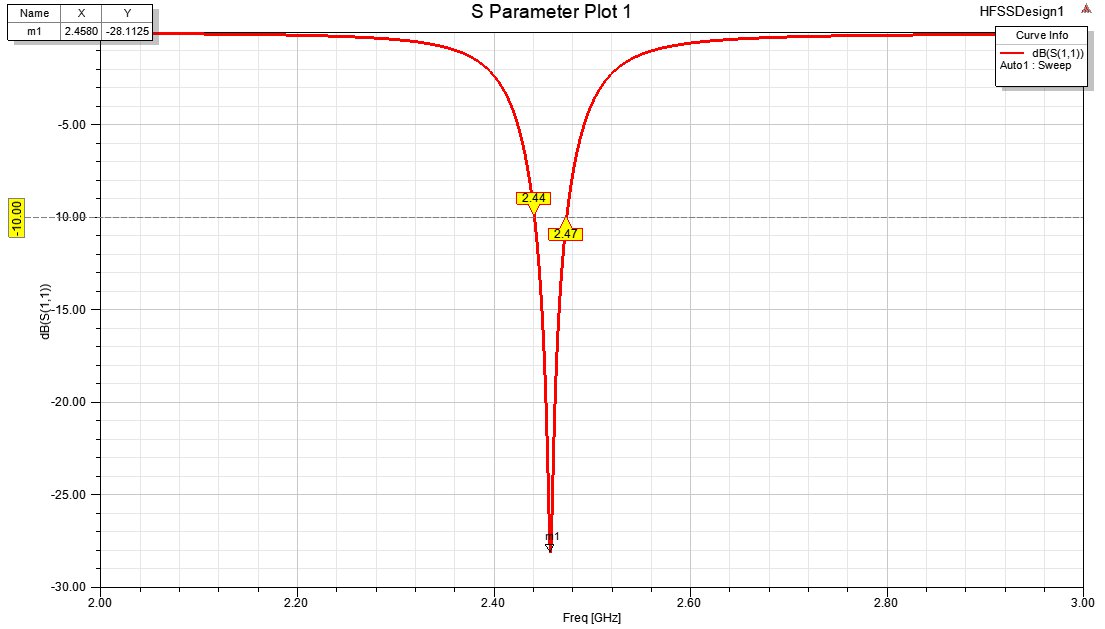 S Parameter Plot 1
HFSSDesign1
Name X Y
m1 2.4580 -28.1125
Curve Info
dB(S(1,1))
Auto1 : Sweep
-5.00
2.44
-10.00
-10.00
2.47
dB(S(1,1))
-15.00
-20.00
-25.00
m1
-30.00
2.00 2.20 2.40 2.60 2.80 3.00
Freq [GHz]